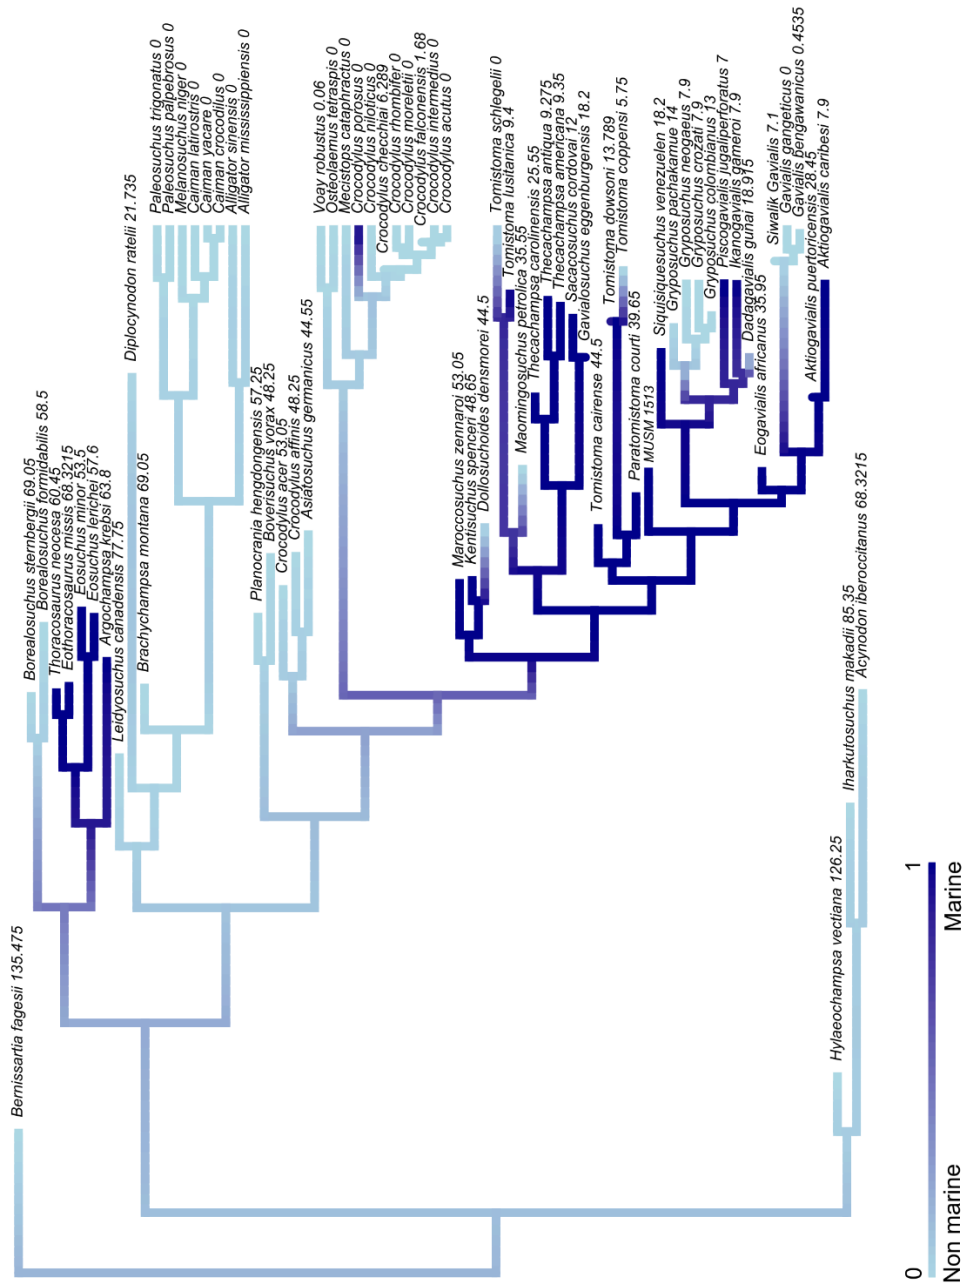 Bernissartia fagesii 135.475
Borealosuchus sternbergii 69.05
Borealosuchus formidabilis 58.5
Thoracosaurus neocesa 60.45
Eothoracosaurus missis 68.3215
Eosuchus minor 53.5
Eosuchus lerichei 57.6
Argochampsa krebsi 63.8
Leidyosuchus canadensis 77.75
Diplocynodon ratelii 21.735
Brachychampsa montana 69.05
Paleosuchus trigonatus 0
Paleosuchus palpebrosus 0
Melanosuchus niger 0
Caiman latirostris 0
Caiman yacare 0
Caiman crocodilus 0
Alligator sinensis 0
Alligator mississippiensis 0
Planocrania hengdongensis 57.25
Boverisuchus vorax 48.25
Crocodylus acer 53.05
Crocodylus affinis 48.25
Asiatosuchus germanicus 44.55
Voay robustus 0.06
Osteolaemus tetraspis 0
Mecistops cataphractus 0
Crocodylus porosus 0
Crocodylus niloticus 0
Crocodylus checchiai 6.289
Crocodylus rhombifer 0
Crocodylus moreletii 0
Crocodylus falconensis 1.68
Crocodylus intermedius 0
Crocodylus acutus 0
Maroccosuchus zennaroi 53.05
Kentisuchus spenceri 48.65
Dollosuchoides densmorei 44.5
Tomistoma schlegelii 0
Tomistoma lusitanica 9.4
Maomingosuchus petrolica 35.55
Thecachampsa carolinensis 25.55
Thecachampsa antiqua 9.275
Thecachampsa americana 9.35
Sacacosuchus cordovai 12
Gavialosuchus eggenburgensis 18.2
Tomistoma cairense 44.5
Tomistoma dowsoni 13.789
Tomistoma coppensi 5.75
Paratomistoma courti 39.65
MUSM 1513
Siquisiquesuchus venezuelen 18.2
Gryposuchus pachakamue 14
Gryposuchus neogaeus 7.9
Gryposuchus crozati 7.9
Gryposuchus colombianus 13
Piscogavialis jugaliperforatus 7
Ikanogavialis gameroi 7.9
Dadagavialis gunai 18.915
Eogavialis africanus 35.95
Siwalik Gavialis 7.1
Gavialis gangeticus 0
Gavialis bengawanicus 0.4535
Aktiogavialis puertoricensis 28.45
Aktiogavialis caribesi 7.9
Hylaeochampsa vectiana 126.25
Iharkutosuchus makadii 85.35
Acynodon iberoccitanus 68.3215
0
1
Non marine
Marine